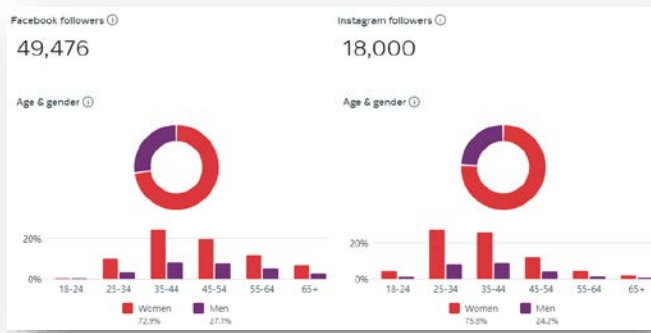 Facebook followers
49,476
Age & gender
20%
0%
18-24 25-34 35-44 45-54 55-64 65+
Women Men
72.9% 27.1%
Instagram followers
18,000
Age & gender
20%
0%
18-24 25-34 35-44 45-54 55-64 65+
Women Men
75.8% 24.2%